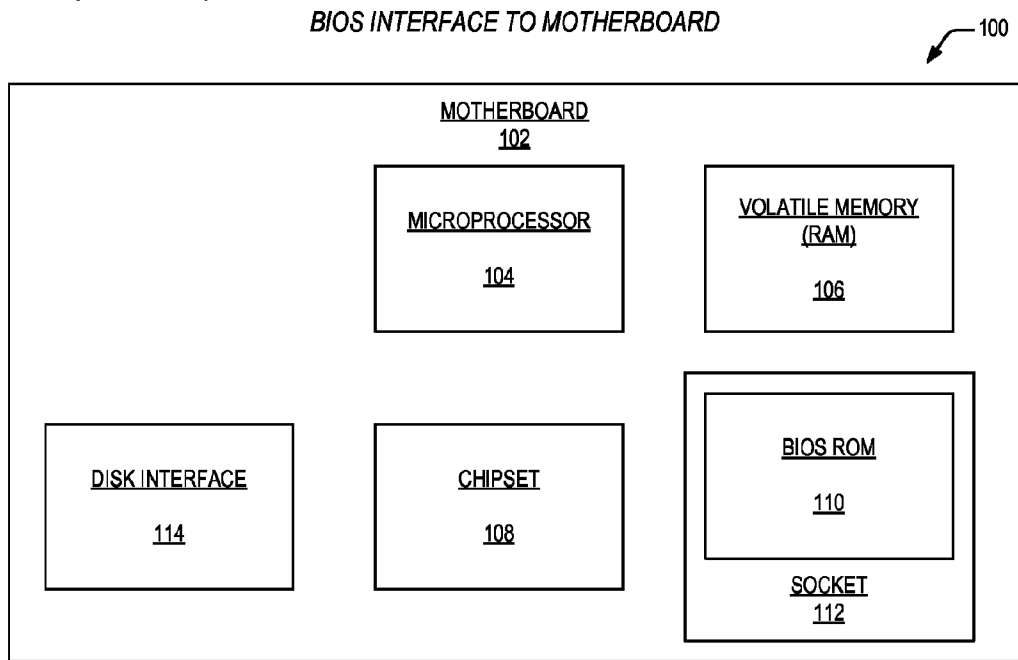 BIOS INTERFACE TO MOTHERBOARD
100
MOTHERBOARD
102
MICROPROCESSOR
104
VOLATILE MEMORY
(RAM)
106
DISK INTERFACE
114
CHIPSET
108
BIOS ROM
110
SOCKET
112